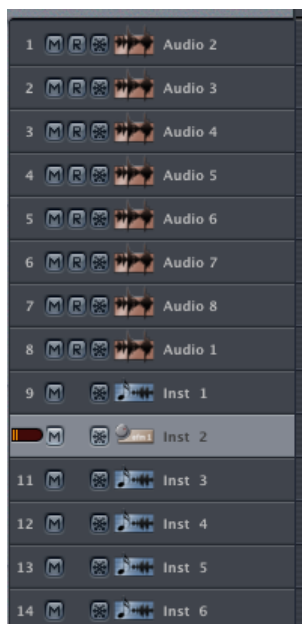 1 M R Audio 2
2 M R Audio 3
3 M R Audio 4
4 M R Audio 5
5 M R Audio 6
6 M R Audio 7
7 M R Audio 8
8 M R Audio 1
9 M Inst 1
M Inst 2
11 M Inst 3
12 M Inst 4
13 M Inst 5
14 M Inst 6